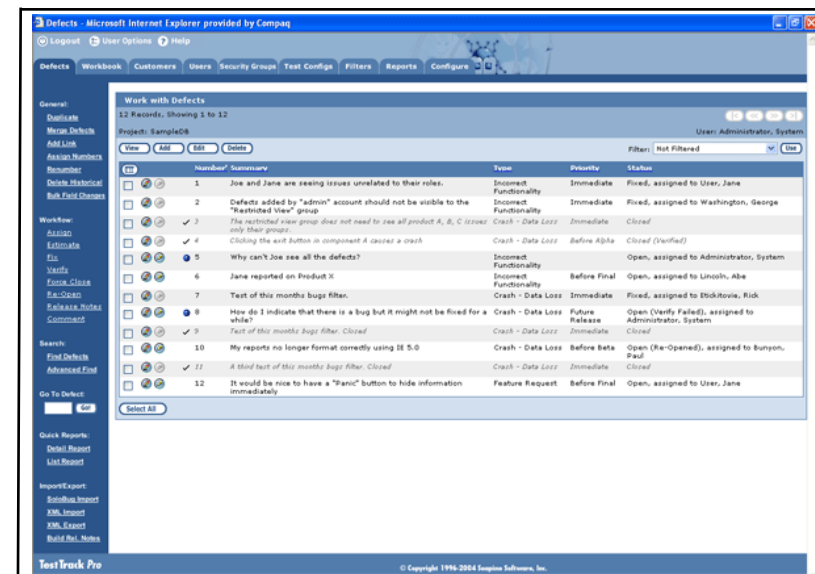 Defects - Microsoft Internet Explorer provided by Compaq
Logout User Options Help
Defects Workbook Customers Users Security Groups Test Configs Filters Reports Configure
General:
Duplicate
Merge Defects
Add Link
Assign Numbers
Renumber
Delete Historical
Bulk Field Changes
Workflow:
Assign
Estimate
Fix
Verify
Force Close
Re-Open
Release Notes
Comment
Search:
Find Defects
Advanced Find
Go To Defect:
Go!
Quick Reports:
Detail Report
List Report
Import/Export:
SoloBug Import
XML Import
XML Export
Build Rel. Notes
TestTrack Pro
Work with Defects
12 Records, Showing 1 to 12
Project: SampleDB User: Administrator, System
View Add Edit Delete Filter: Not Filtered Use
Number Summary Type Priority Status
1 Joe and Jane are seeing issues unrelated to their roles. Incorrect Functionality Immediate Fixed, assigned to User, Jane
2 Defects added by "admin" account should not be visible to the "Restricted View" group Incorrect Functionality Immediate Fixed, assigned to Washington, George
3 The restricted view group does not need to see all product A, B, C issues only their groups. Crash - Data Loss Immediate Closed
4 Clicking the exit button in component A causes a crash Crash - Data Loss Before Alpha Closed (Verified)
5 Why can't Joe see all the defects? Incorrect Functionality Open, assigned to Administrator, System
6 Jane reported on Product X Incorrect Functionality Before Final Open, assigned to Lincoln, Abe
7 Test of this months bugs filter. Crash - Data Loss Immediate Fixed, assigned to Etickitovie, Rick
8 How do I indicate that there is a bug but it might not be fixed for a while? Crash - Data Loss Future Release Open (Verify Failed), assigned to Administrator, System
9 Test of this months bugs filter. Closed Crash - Data Loss Immediate Closed
10 My reports no longer format correctly using IE 5.0 Crash - Data Loss Before Beta Open (Re-Opened), assigned to Bunyon, Paul
11 A third test of this months bugs filter. Closed Crash - Data Loss Immediate Closed
12 It would be nice to have a "Panic" button to hide information immediately Feature Request Before Final Open, assigned to User, Jane
Select All
© Copyright 1996-2004 Seapine Software, Inc.